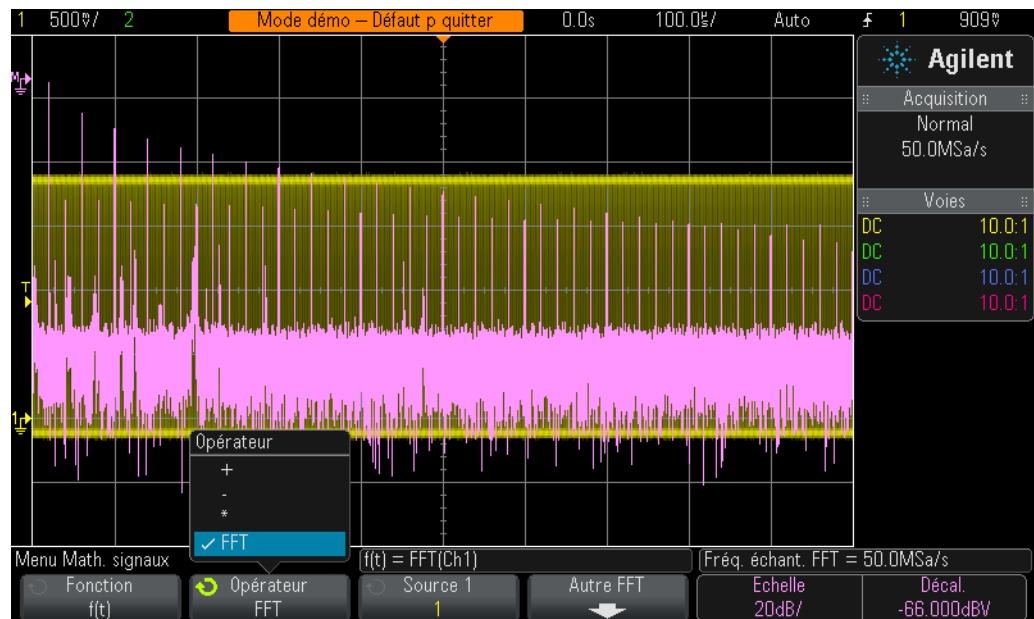 1 500㎷/ 2 Mode démo – Défaut p quitter 0.0s 100.0㎲/ Auto 1 909㎷
Agilent
Acquisition
Normal
50.0MSa/s
Voies
DC 10.0:1
DC 10.0:1
DC 10.0:1
DC 10.0:1
M
T
1
Opérateur
+
-
*
FFT
Menu Math. signaux f(t) = FFT(Ch1) Fréq. échant. FFT = 50.0MSa/s
Fonction Opérateur Source 1 Autre FFT Echelle Décal.
f(t) FFT 1 20dB/ -66.000dBV